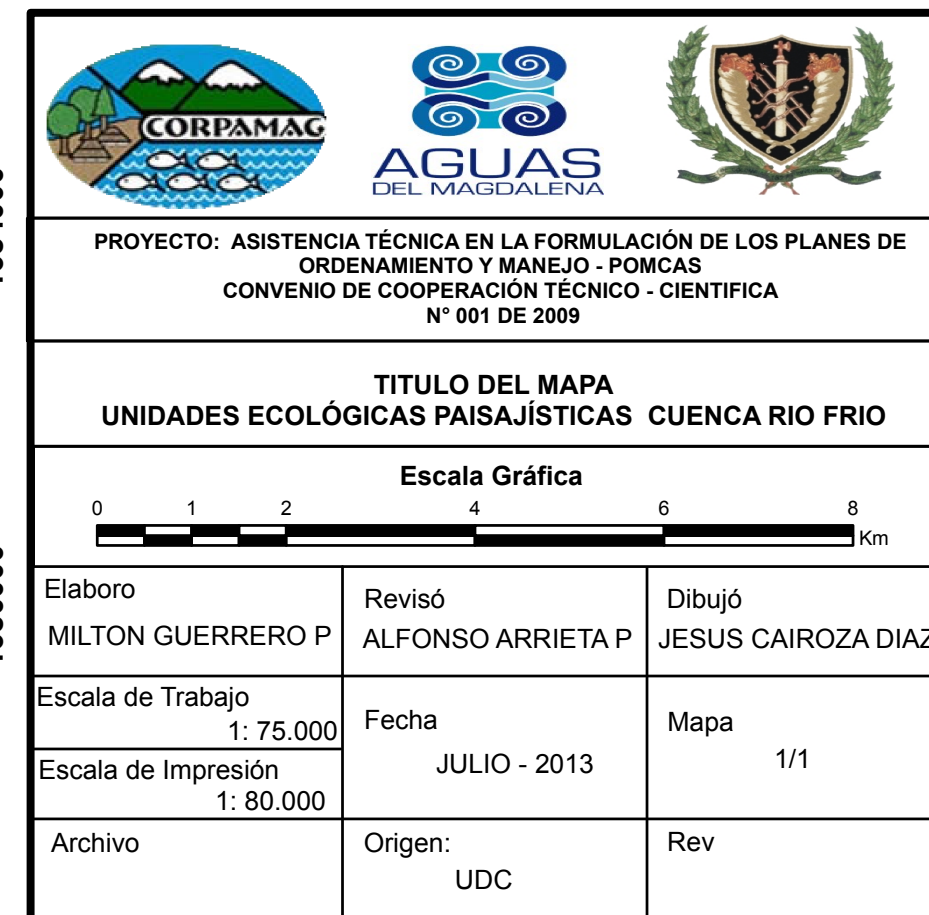 CORPAMAG
AGUAS
DEL MAGDALENA
PROYECTO: ASISTENCIA TÉCNICA EN LA FORMULACIÓN DE LOS PLANES DE
ORDENAMIENTO Y MANEJO - POMCAS
CONVENIO DE COOPERACIÓN TÉCNICO - CIENTIFICA
N° 001 DE 2009
TITULO DEL MAPA
UNIDADES ECOLÓGICAS PAISAJÍSTICAS CUENCA RIO FRIO
Escala Gráfica
0 1 2 4 6 8
Km
Elaboro
MILTON GUERRERO P
Revisó
ALFONSO ARRIETA P
Dibujó
JESUS CAIROZA DIAZ
Escala de Trabajo
1: 75.000
Escala de Impresión
1: 80.000
Fecha
JULIO - 2013
Mapa
1/1
Archivo
Origen:
UDC
Rev